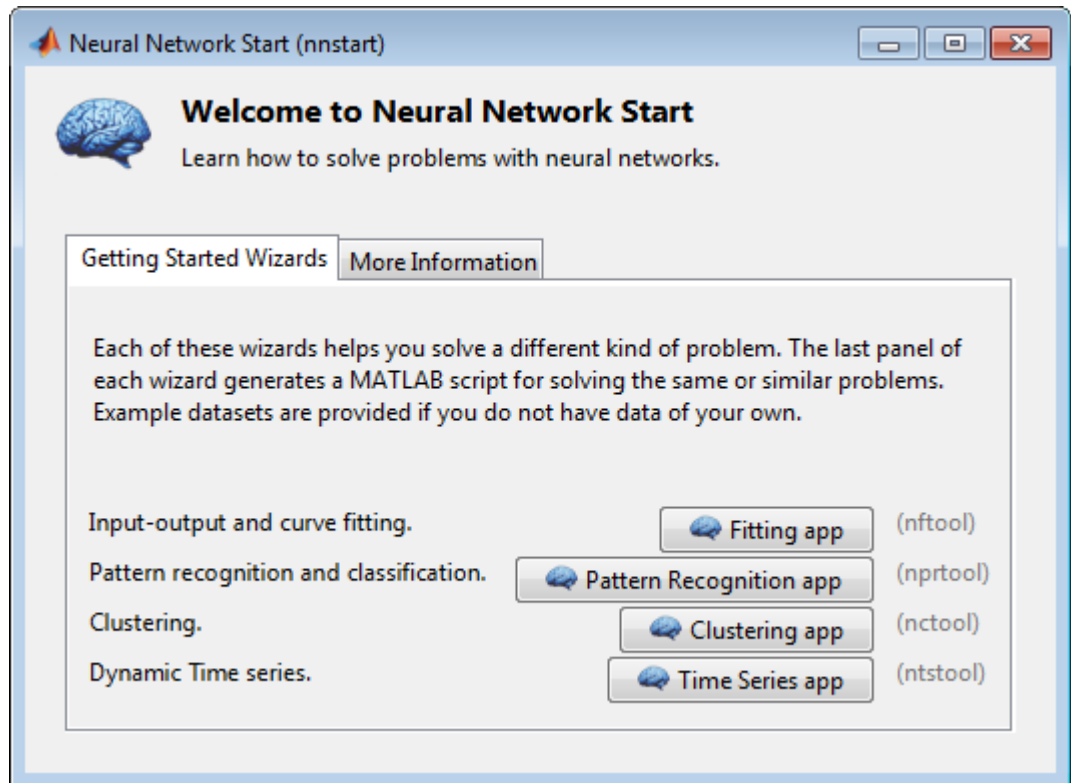 Neural Network Start (nnstart)
Welcome to Neural Network Start
Learn how to solve problems with neural networks.
Getting Started Wizards More Information
Each of these wizards helps you solve a different kind of problem. The last panel of
each wizard generates a MATLAB script for solving the same or similar problems.
Example datasets are provided if you do not have data of your own.
Input-output and curve fitting. Fitting app (nftool)
Pattern recognition and classification. Pattern Recognition app (nprtool)
Clustering. Clustering app (nctool)
Dynamic Time series. Time Series app (ntstool)